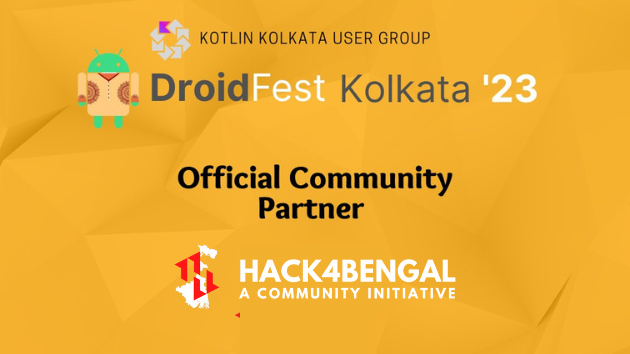 KOTLIN KOLKATA USER GROUP
DroidFest Kolkata '23
Official Community
Partner
HACK4BENGAL
A COMMUNITY INITIATIVE